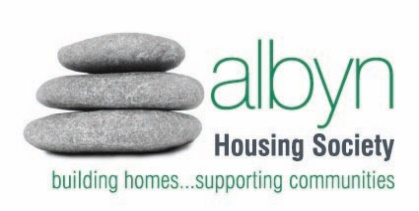 albyn
Housing Society
building homes...supporting communities